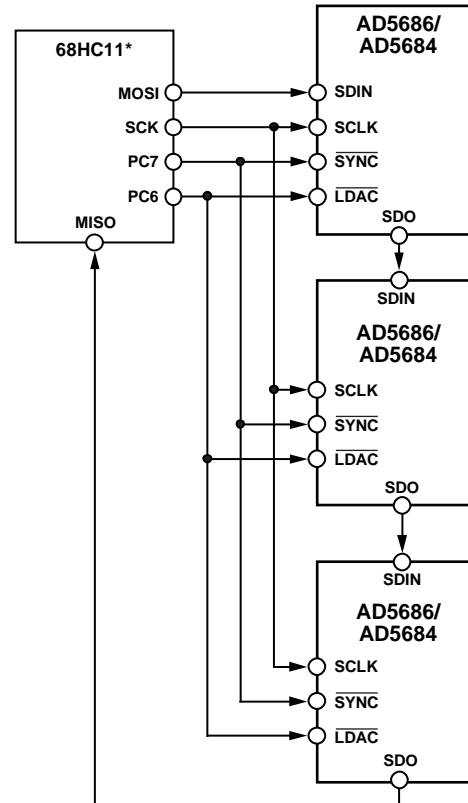 68HC11*
MOSI
SCK
PC7
PC6
MISO
AD5686/
AD5684
SDIN
SCLK
SYNC
LDAC
SDO
SDIN
AD5686/
AD5684
SCLK
SYNC
LDAC
SDO
SDIN
AD5686/
AD5684
SCLK
SYNC
LDAC
SDO